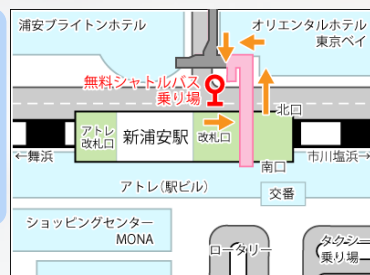 浦安ブライトンホテル
オリエンタルホテル
東京ベイ
無料シャトルバス
乗り場
北口
アトレ
改札口
新浦安駅
改札口
←舞浜
市川塩浜→
南口
アトレ(駅ビル)
交番
ショッピングセンター
MONA
ロータリー
タクシー
乗り場